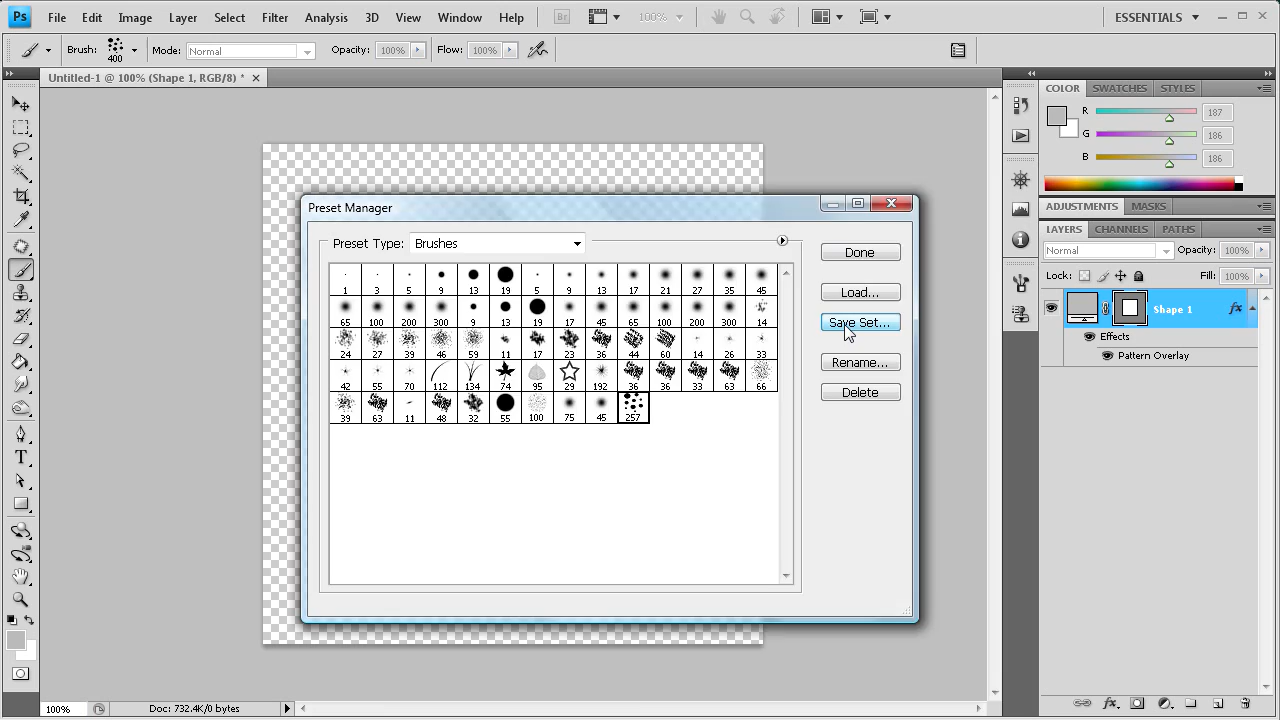 Ps File Edit Image Layer Select Filter Analysis 3D View Window Help Br 100% ESSENTIALS
Brush: 400 Mode: Normal Opacity: 100% Flow: 100%
Untitled-1 @ 100% (Shape 1, RGB/8) *
COLOR SWATCHES STYLES
R 187
G 186
B 186
ADJUSTMENTS MASKS
LAYERS CHANNELS PATHS
Normal Opacity: 100%
Lock: Fill: 100%
Shape 1 fx
Effects
Pattern Overlay
Preset Manager
Preset Type: Brushes
Done
Load...
Save Set...
Rename...
Delete
1 3 5 9 13 19 5 9 13 17 21 27 35 45
65 100 200 300 9 13 19 17 45 65 100 200 300 14
24 27 39 46 59 11 17 23 36 44 60 14 26 33
42 55 70 112 134 74 95 29 192 36 36 33 63 66
39 63 11 48 32 55 100 75 45 257
T
100% Doc: 732.4K/0 bytes
fx